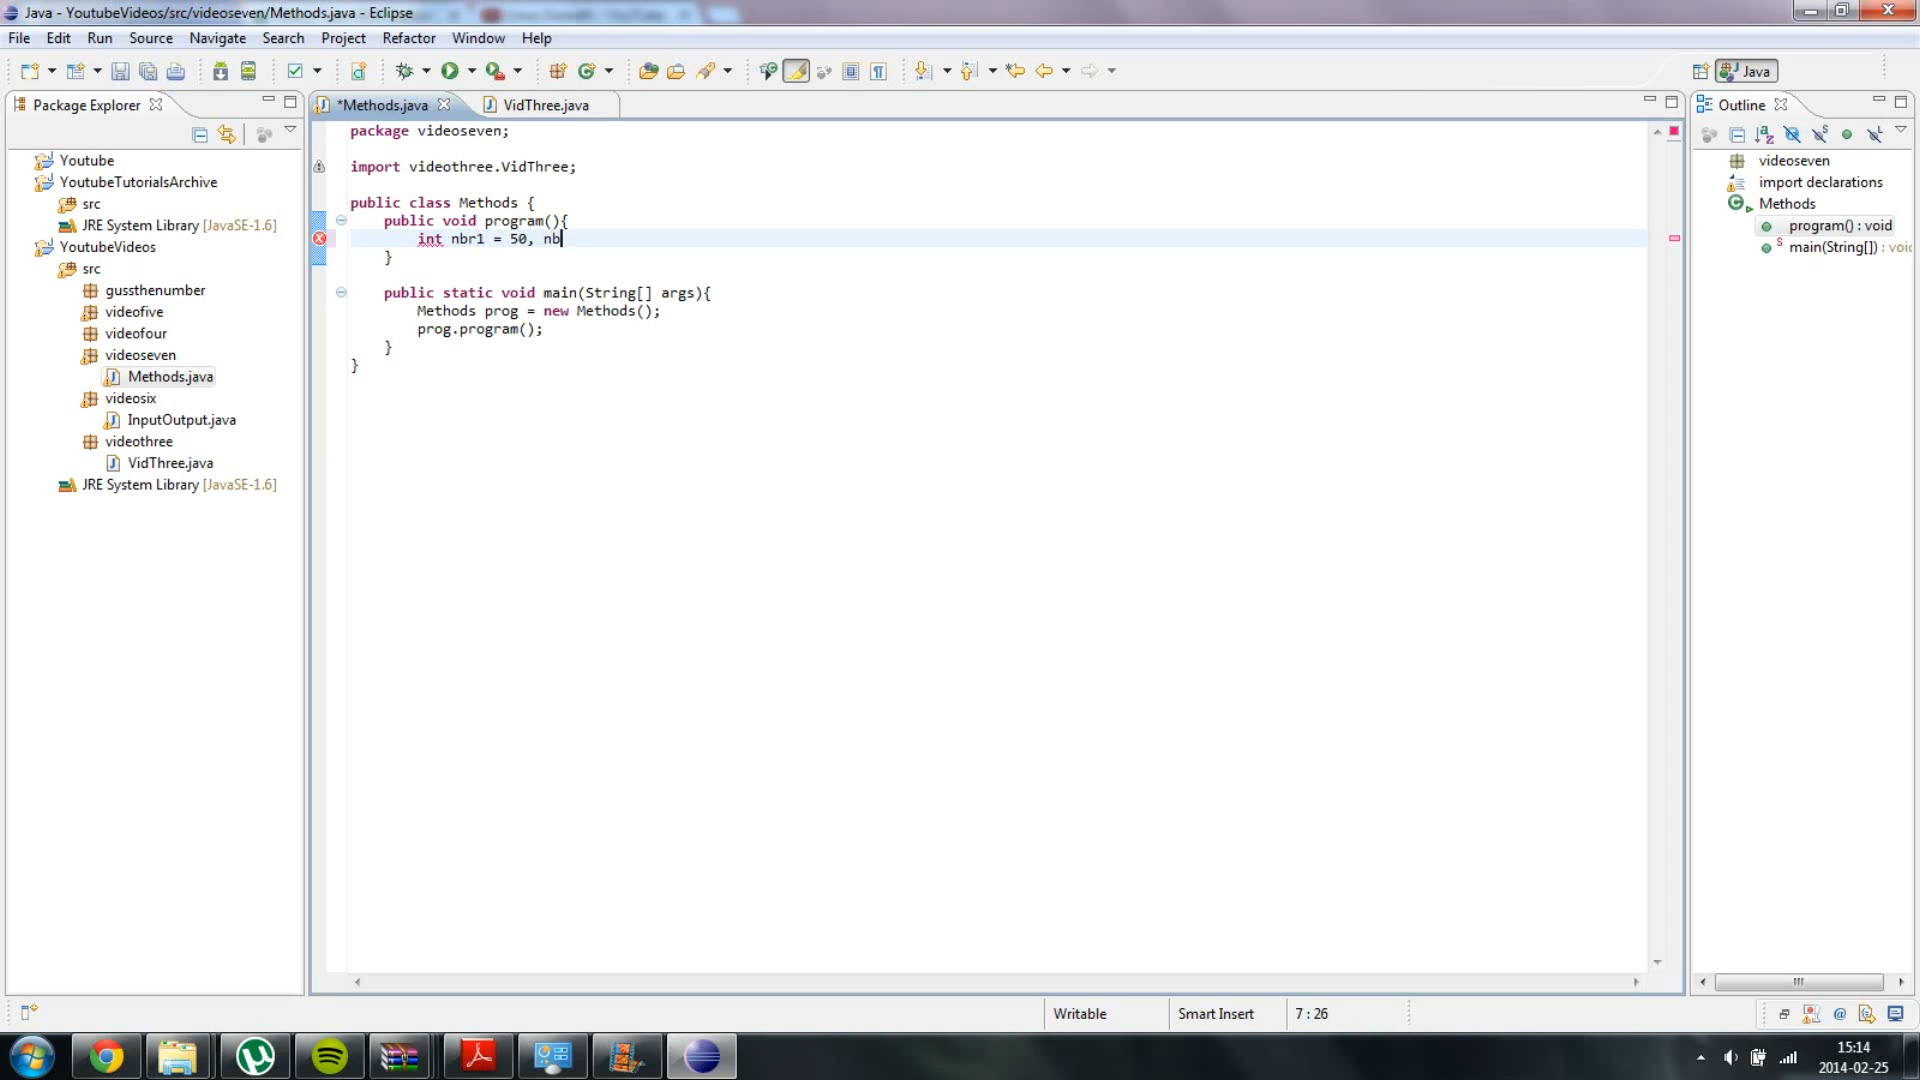 Java - YoutubeVideos/src/videoseven/Methods.java - Eclipse
File Edit Run Source Navigate Search Project Refactor Window Help
Java
Package Explorer
*Methods.java
VidThree.java
Outline
Youtube
YoutubeTutorialsArchive
src
JRE System Library [JavaSE-1.6]
YoutubeVideos
src
gussthenumber
videofive
videofour
videoseven
Methods.java
videosix
InputOutput.java
videothree
VidThree.java
JRE System Library [JavaSE-1.6]
package videoseven;
import videothree.VidThree;
public class Methods {
public void program(){
int nbr1 = 50, nb
}
public static void main(String[] args){
Methods prog = new Methods();
prog.program();
}
}
videoseven
import declarations
Methods
program() : void
main(String[]) : voic
Writable
Smart Insert
7 : 26
15:14
2014-02-25